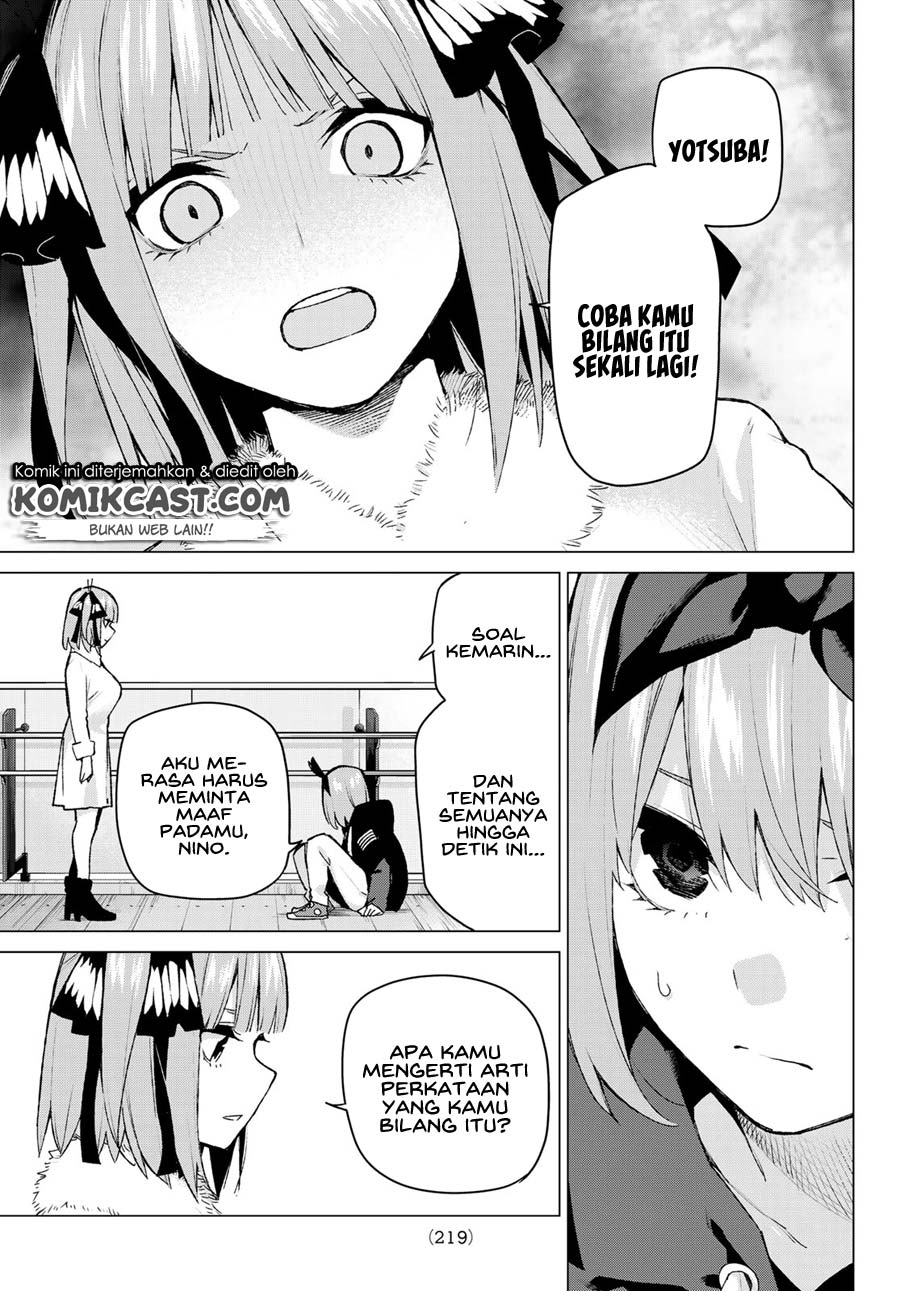 YOTSUBA!
COBA KAMU
BILANG ITU
SEKALI LAGI!
Komik ini diterjemahkan & diedit oleh
KOMIKCAST.COM
BUKAN WEB LAIN!!
SOAL
KEMARIN...
DAN
TENTANG
SEMUANYA
HINGGA
DETIK INI...
AKU ME-
RASA HARUS
MEMINTA
MAAF
PADAMU,
NINO.
APA KAMU
MENGERTI ARTI
PERKATAAN
YANG KAMU
BILANG ITU?
(219)